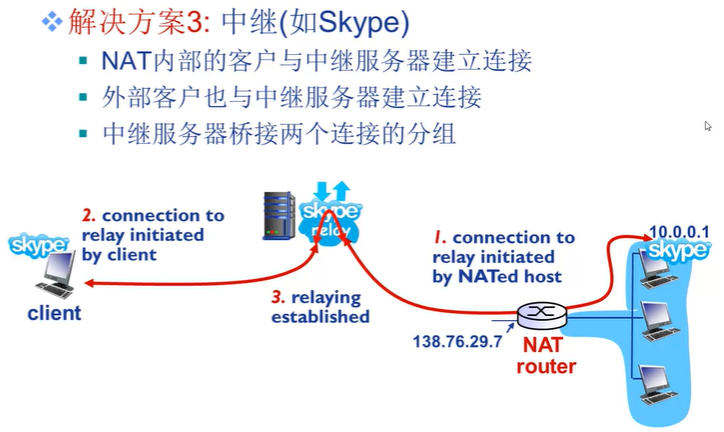 解决方案3: 中继(如Skype)
NAT内部的客户与中继服务器建立连接
外部客户也与中继服务器建立连接
中继服务器桥接两个连接的分组
2. connection to
relay initiated
by client
skype
relay
1. connection to
relay initiated
by NATed host
10.0.0.1
skype
skype
client
3. relaying
established
138.76.29.7
NAT
router